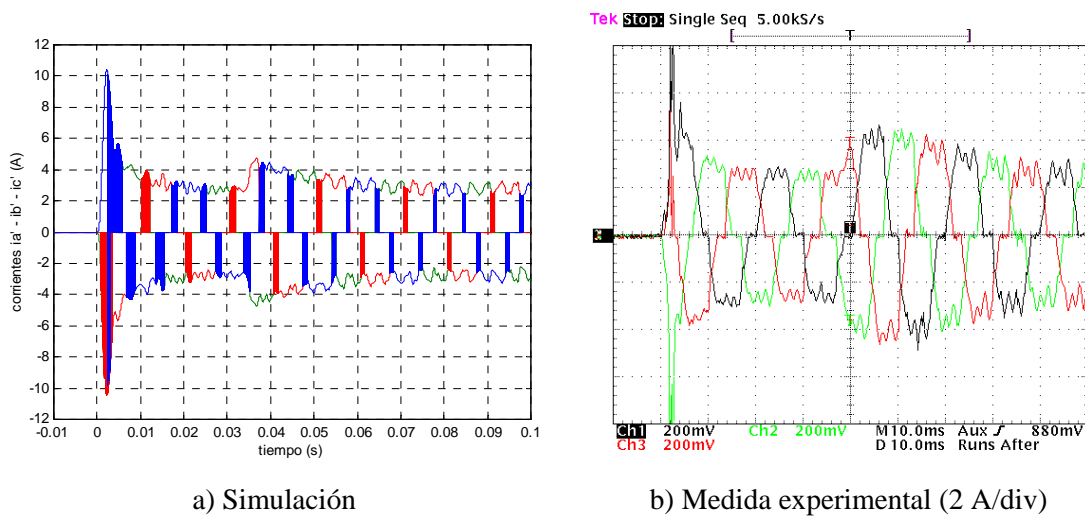 Tek Stop: Single Seq 5.00kS/s
[ T ]
12
10
8
6
4
2
0
-2
-4
-6
-8
-10
-12
corrientes ia' - ib' - ic' (A)
-0.01 0 0.01 0.02 0.03 0.04 0.05 0.06 0.07 0.08 0.09 0.1
tiempo (s)
T
Ch1 200mV Ch2 200mV M 10.0ms Aux ƒ 880mV
Ch3 200mV D 10.0ms Runs After
a) Simulación
b) Medida experimental (2 A/div)